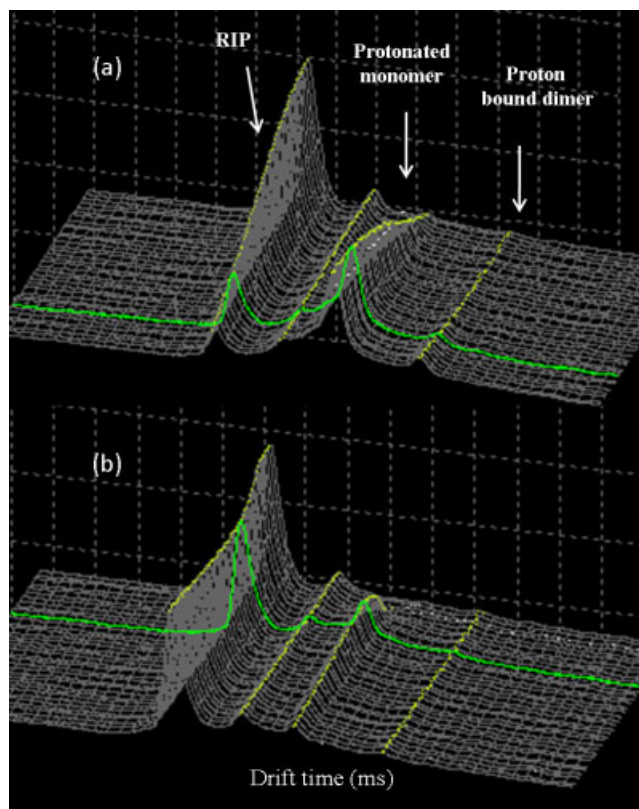 RIP
Protonated
monomer
Proton
bound dimer
(a)
(b)
Drift time (ms)